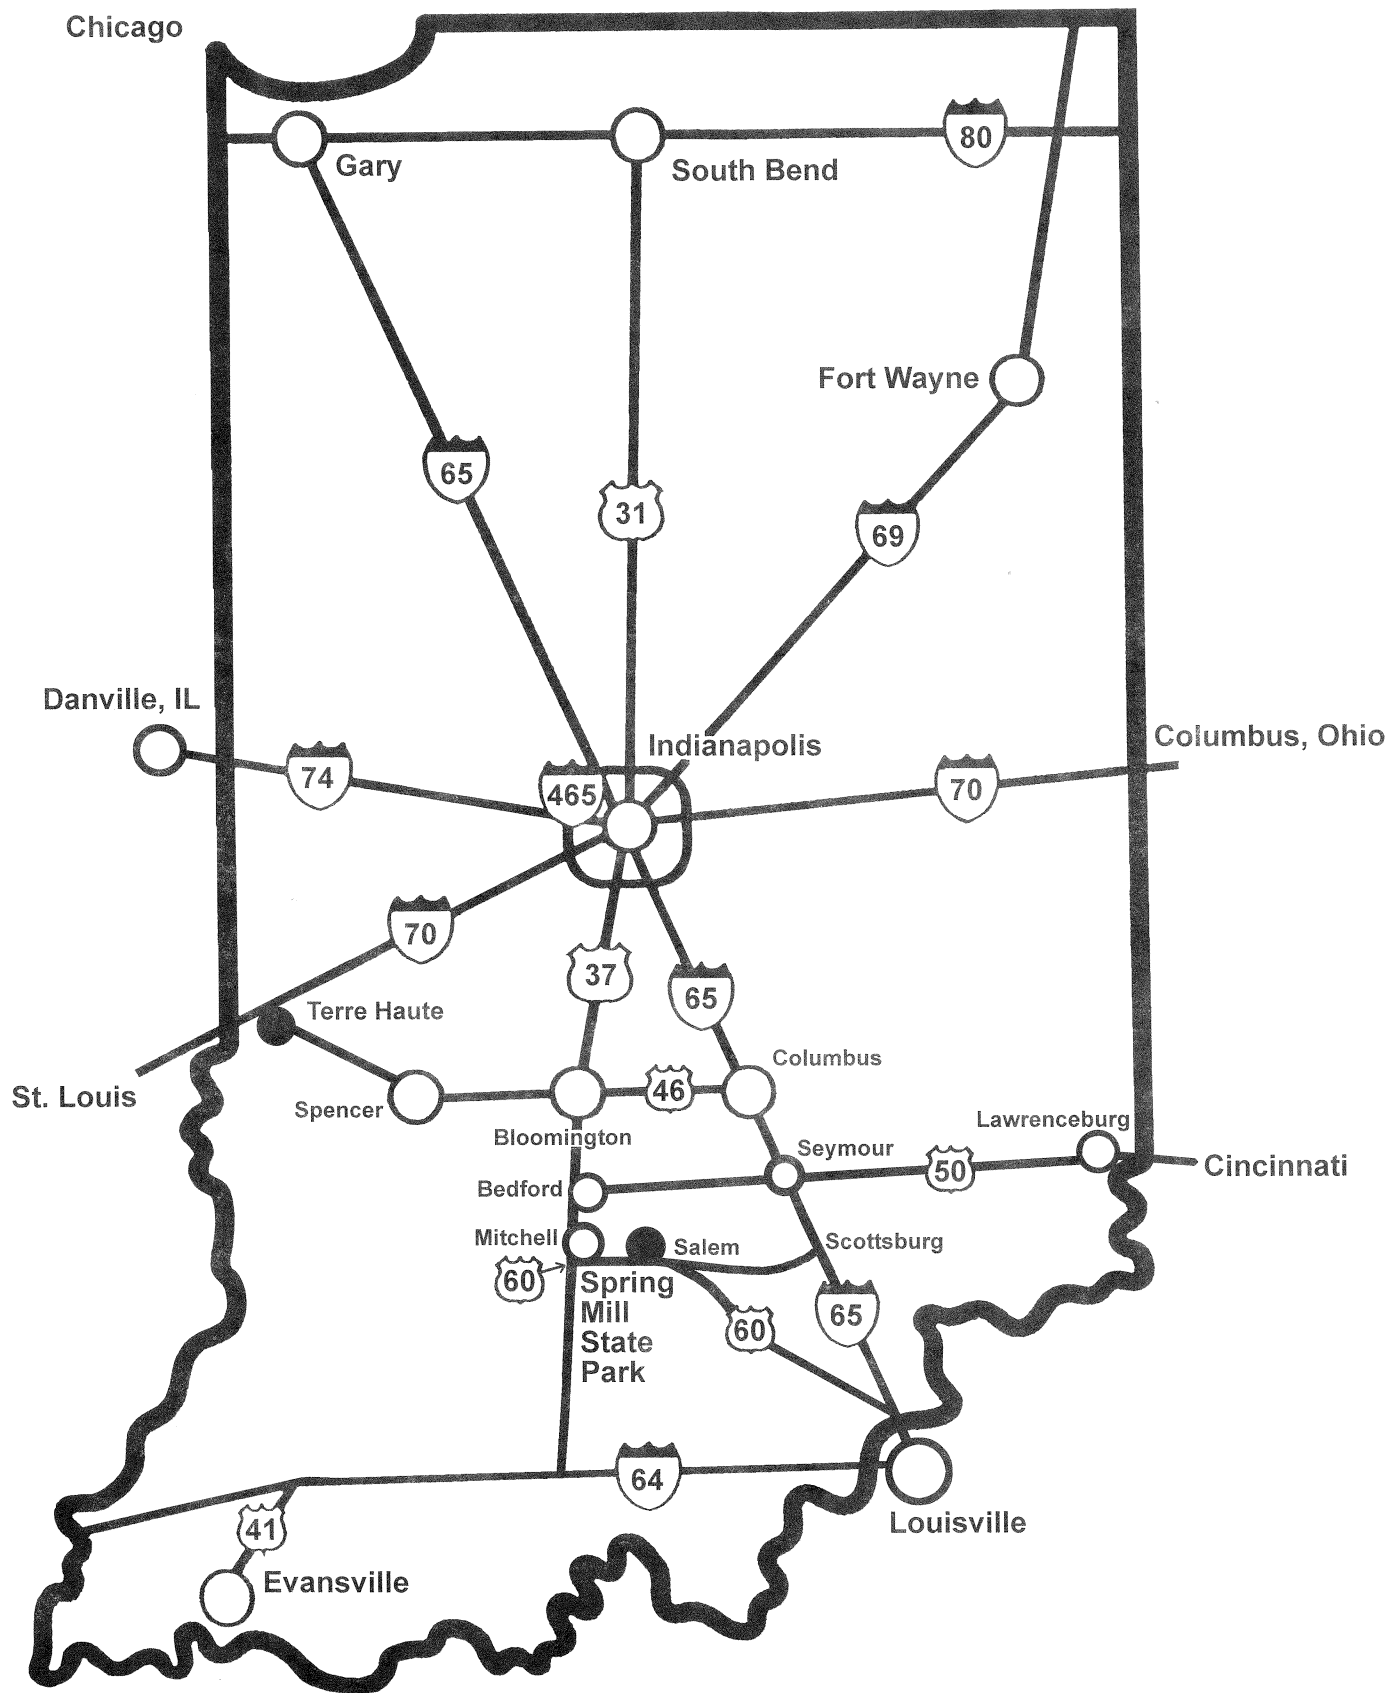 Chicago
80
Gary
South Bend
Fort Wayne
65
31
69
Danville, IL
Indianapolis
Columbus, Ohio
74
465
70
70
37
65
Terre Haute
Columbus
St. Louis
Spencer
46
Bloomington
Lawrenceburg
Seymour
50
Cincinnati
Bedford
Mitchell
Salem
Scottsburg
60
Spring
Mill
State
Park
65
60
64
41
Louisville
Evansville